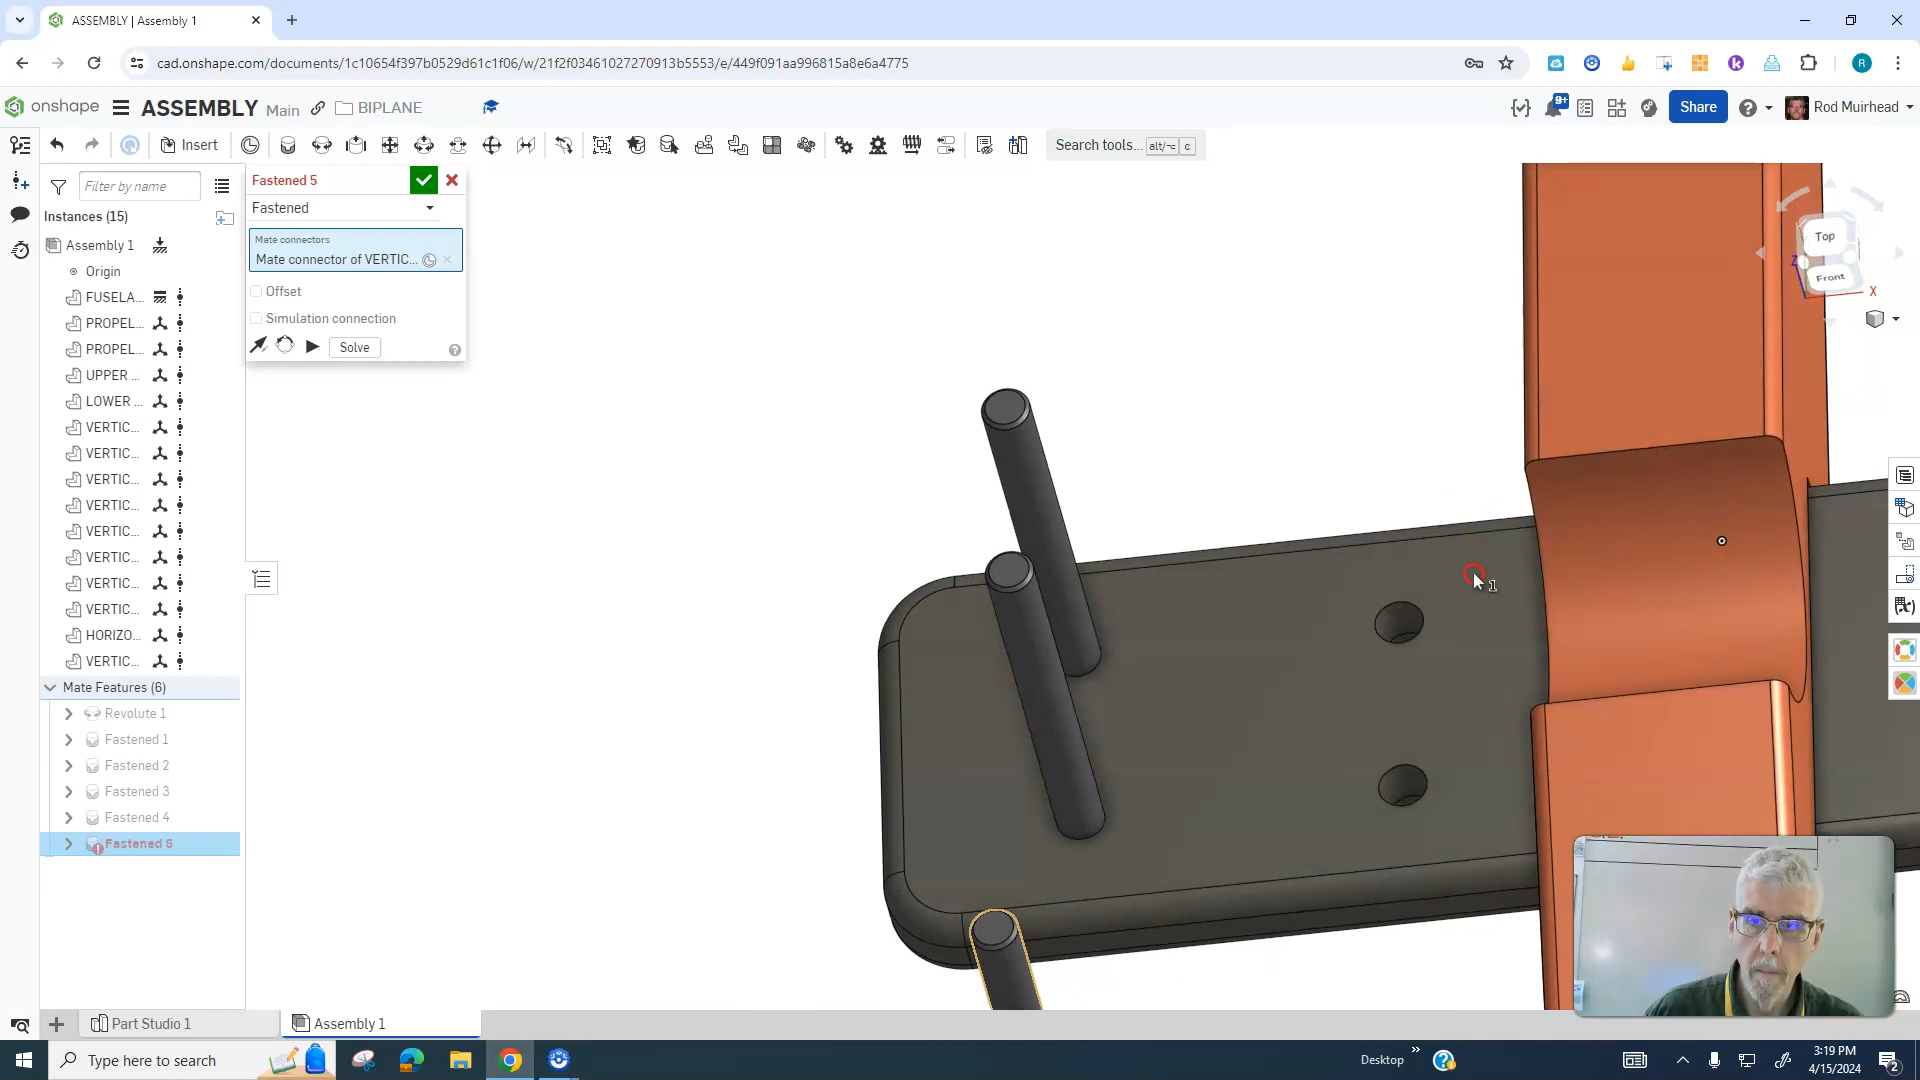 ASSEMBLY | Assembly 1
cad.onshape.com/documents/1c10654f397b0529d61c1f06/w/21f2f03461027270913b5553/e/449f091aa996815a8e6a4775
R
onshape
ASSEMBLY Main BIPLANE
9+
Share
Rod Muirhead
Insert
Search tools... alt/⌥ c
Filter by name
Instances (15)
Assembly 1
Origin
FUSELA...
PROPEL...
PROPEL...
UPPER ...
LOWER ...
VERTIC...
VERTIC...
VERTIC...
VERTIC...
VERTIC...
VERTIC...
VERTIC...
VERTIC...
HORIZO...
VERTIC...
Mate Features (6)
Revolute 1
Fastened 1
Fastened 2
Fastened 3
Fastened 4
Fastened 5
Fastened 5
Fastened
Mate connectors
Mate connector of VERTIC...
Offset
Simulation connection
Solve
Top
Front
Z
X
1
Part Studio 1
Assembly 1
Type here to search
Desktop
3:19 PM
4/15/2024
2